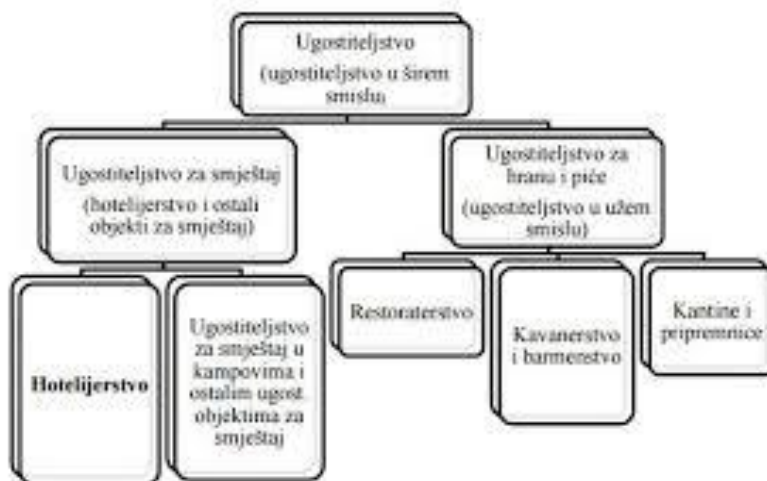 Ugostiteljstvo
(ugostiteljstvo u širem
smislu)
Ugostiteljstvo za smještaj
(hotelijerstvo i ostali
objekti za smještaj)
Ugostiteljstvo za
hranu i piće
(ugostiteljstvo u užem
smislu)
Hotelijerstvo
Ugostiteljstvo
za smještaj u
kampovima i
ostalim ugost.
objektima za
smještaj
Restoraterstvo
Kavanerstvo
i barmenstvo
Kantine i
pripremnice